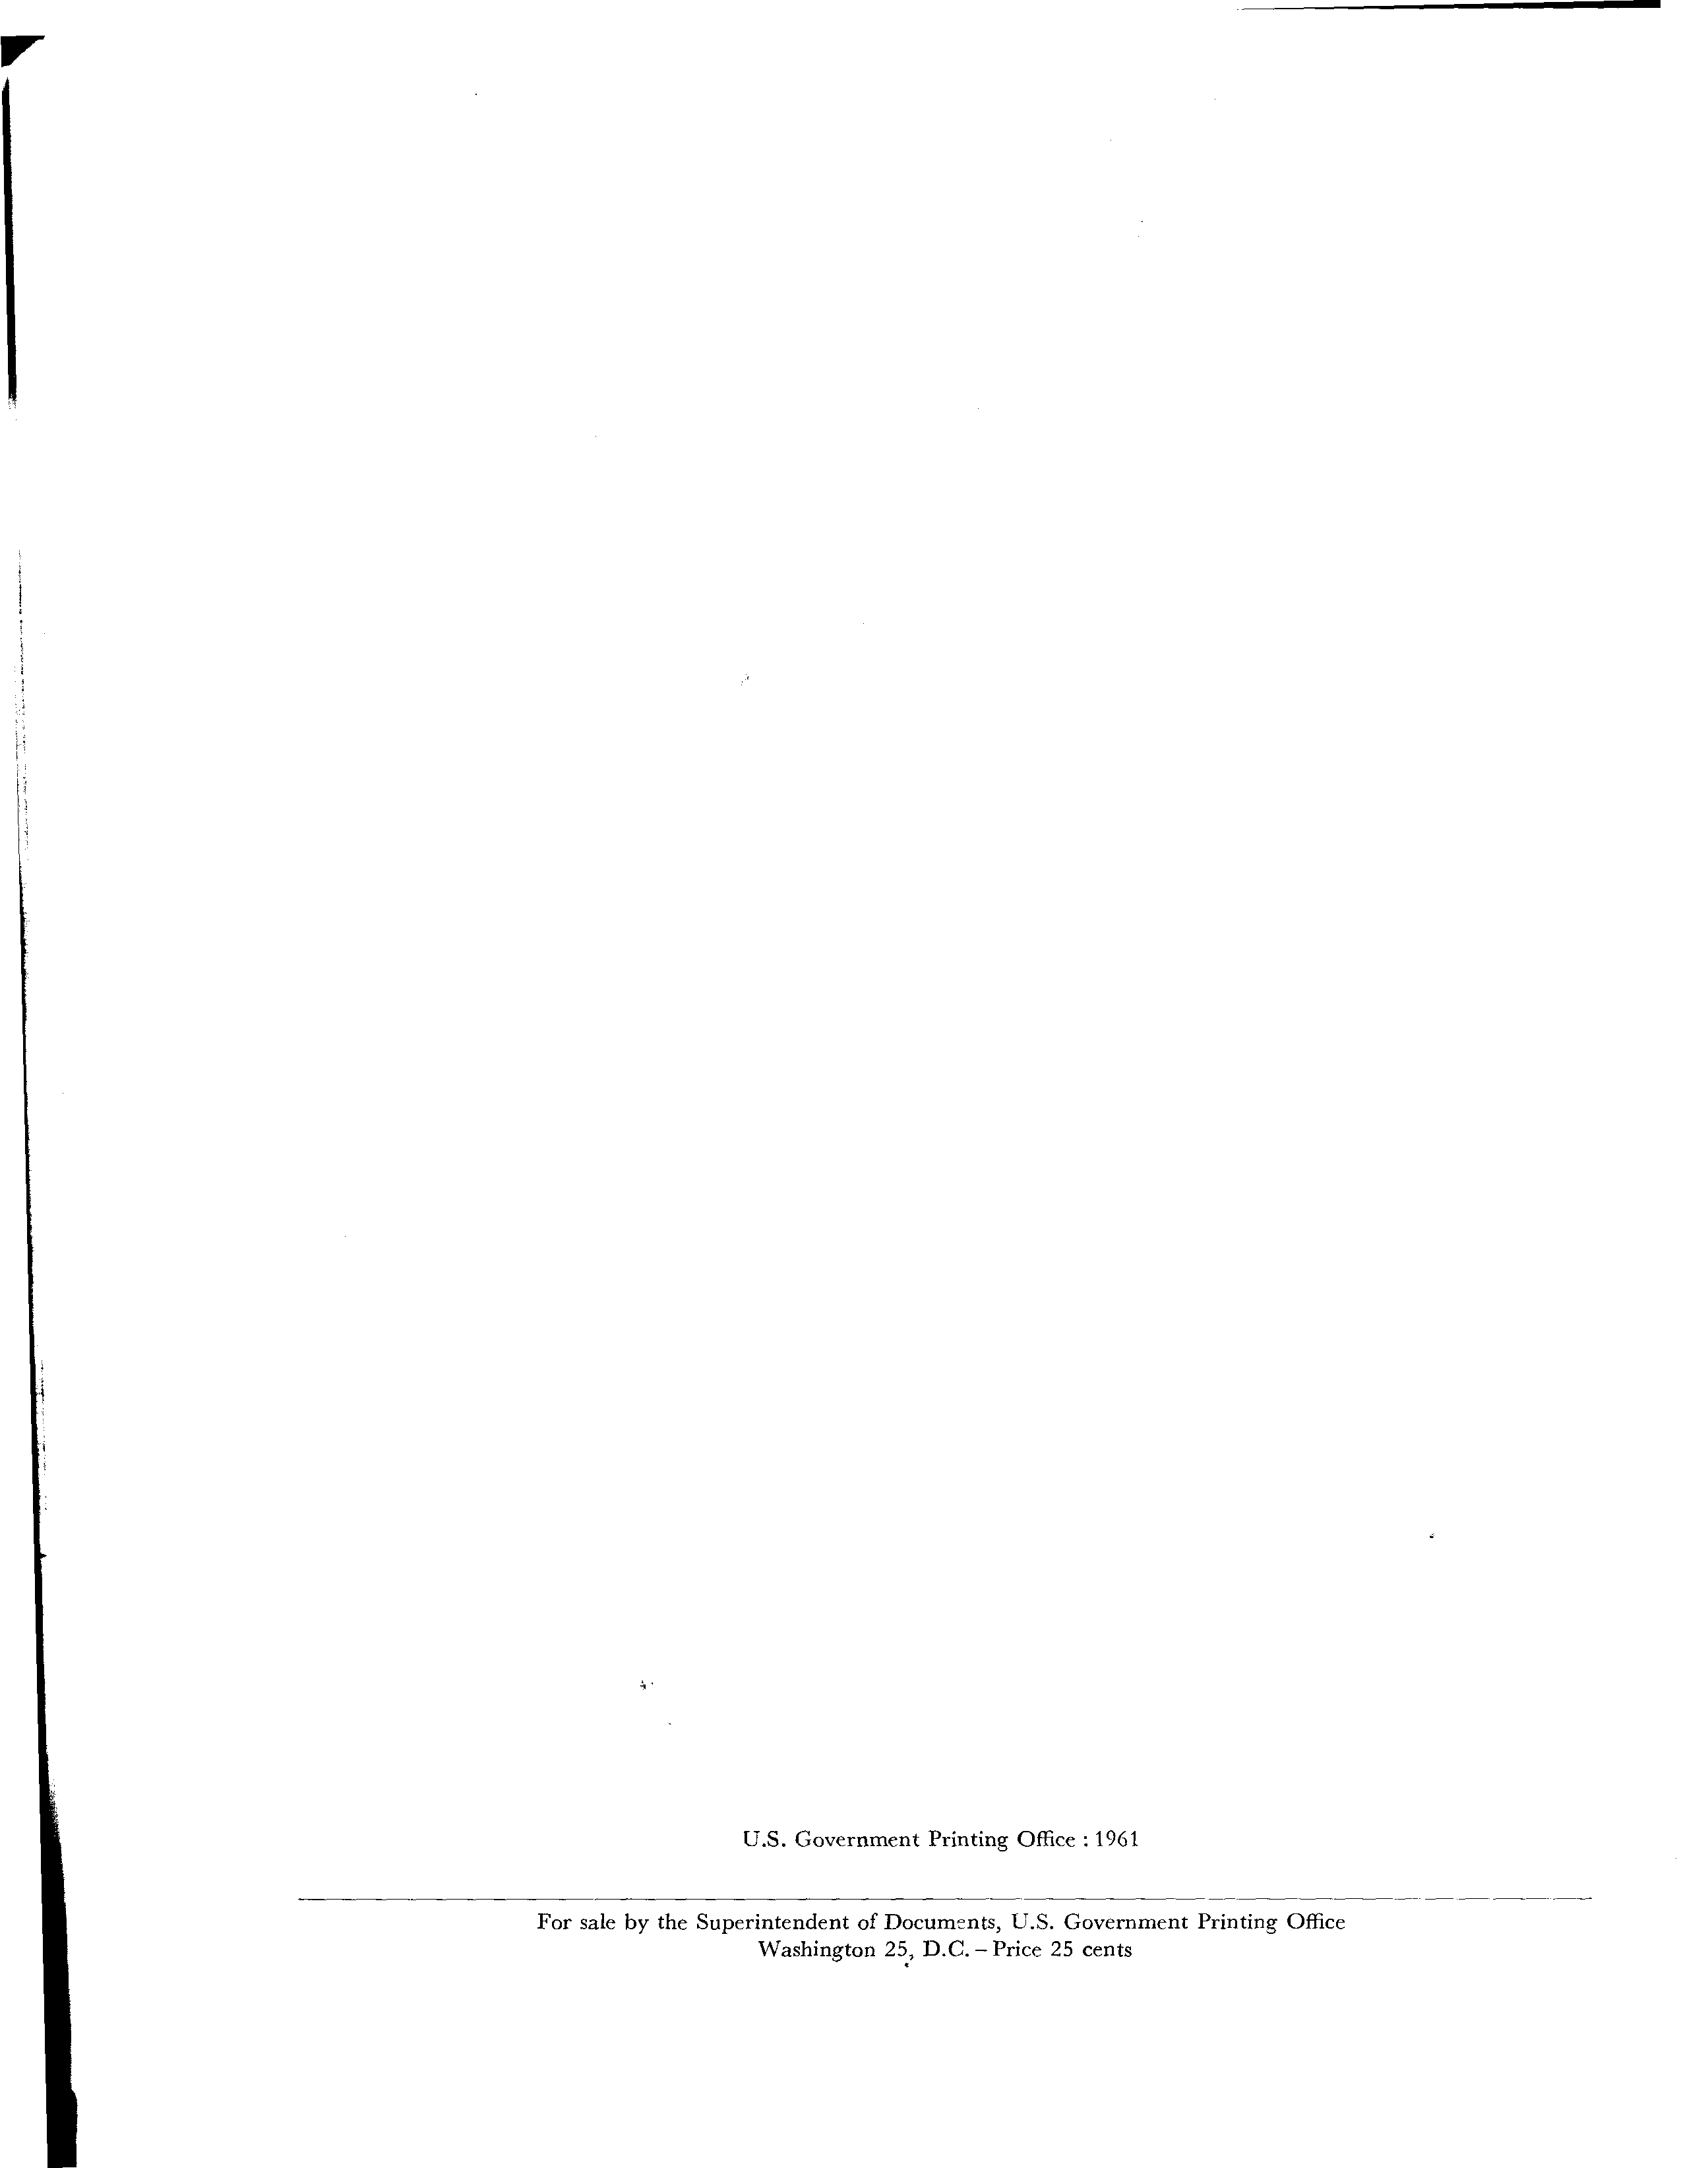 U.S. Government Printing Office : 1961
For sale by the Superintendent of Documents, U.S. Government Printing Office
Washington 25, D.C. – Price 25 cents